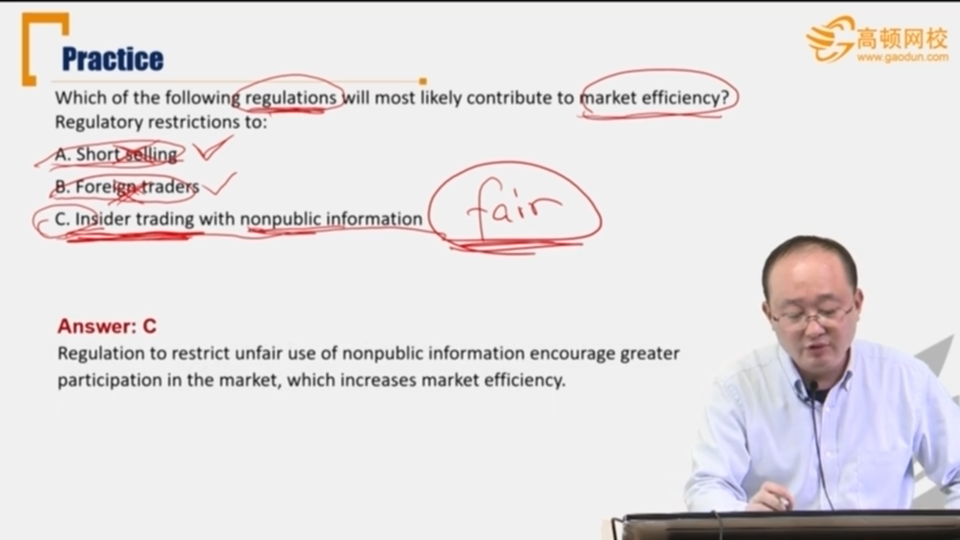 Practice
高顿网校
www.gaodun.com
Which of the following regulations will most likely contribute to market efficiency?
Regulatory restrictions to:
A. Short selling
B. Foreign traders
C. Insider trading with nonpublic information
fair
Answer: C
Regulation to restrict unfair use of nonpublic information encourage greater
participation in the market, which increases market efficiency.